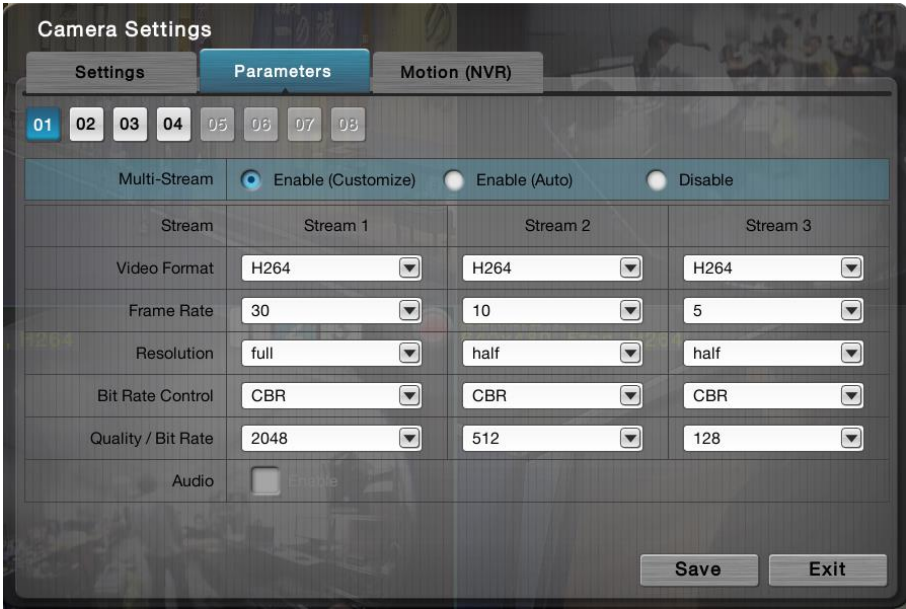 Camera Settings
Settings Parameters Motion (NVR)
01 02 03 04 05 06 07 08
Multi-Stream Enable (Customize) Enable (Auto) Disable
Stream Stream 1 Stream 2 Stream 3
Video Format H264 H264 H264
Frame Rate 30 10 5
Resolution full half half
Bit Rate Control CBR CBR CBR
Quality / Bit Rate 2048 512 128
Audio Enable
Save Exit